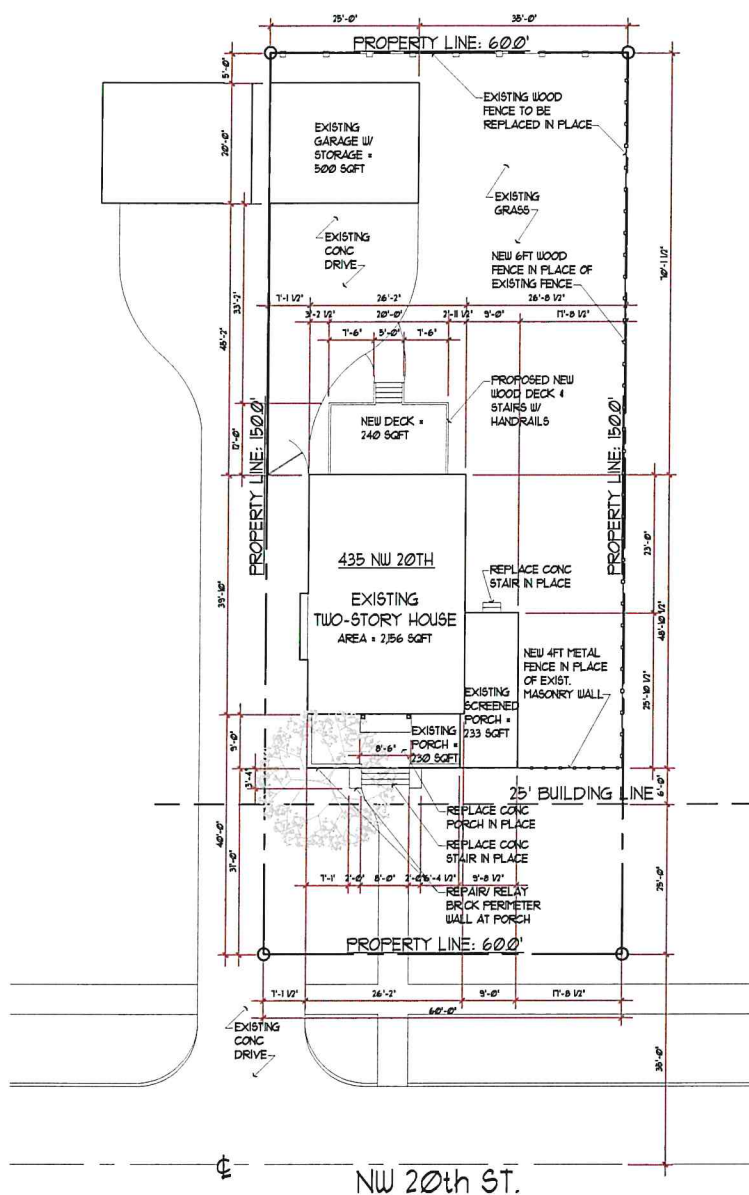 25'-0"
35'-0"
PROPERTY LINE: 60.0'
5'-0"
EXISTING WOOD
FENCE TO BE
REPLACED IN PLACE
EXISTING
GARAGE W/
STORAGE =
500 SQFT
20'-0"
EXISTING
GRASS
EXISTING
CONC
DRIVE
NEW 6FT WOOD
FENCE IN PLACE OF
EXISTING FENCE
70'-1 1/2"
7'-1 1/2"
26'-2"
26'-8 1/2"
33'-2"
3'-2 1/2"
20'-0"
2'-11 1/2"
9'-0"
17'-8 1/2"
45'-2"
7'-6"
5'-0"
7'-6"
PROPOSED NEW
WOOD DECK &
STAIRS W/
HANDRAILS
NEW DECK =
240 SQFT
12'-0"
PROPERTY LINE: 150.0'
PROPERTY LINE: 150.0'
435 NW 20TH
EXISTING
TWO-STORY HOUSE
AREA = 2,156 SQFT
23'-0"
REPLACE CONC
STAIR IN PLACE
39'-10"
48'-10 1/2"
NEW 4FT METAL
FENCE IN PLACE
OF EXIST.
MASONRY WALL
25'-10 1/2"
EXISTING
SCREENED
PORCH =
233 SQFT
EXISTING
PORCH =
230 SQFT
9'-0"
8'-6"
3'-4"
25' BUILDING LINE
6'-0"
REPLACE CONC
PORCH IN PLACE
REPLACE CONC
STAIR IN PLACE
40'-0"
31'-0"
7'-1"
2'-0"
8'-0"
2'-0"
6'-4 1/2"
9'-8 1/2"
25'-0"
REPAIR/ RELAY
BRICK PERIMETER
WALL AT PORCH
PROPERTY LINE: 60.0'
7'-1 1/2"
26'-2"
9'-0"
17'-8 1/2"
60'-0"
EXISTING
CONC
DRIVE
NW 20th ST.